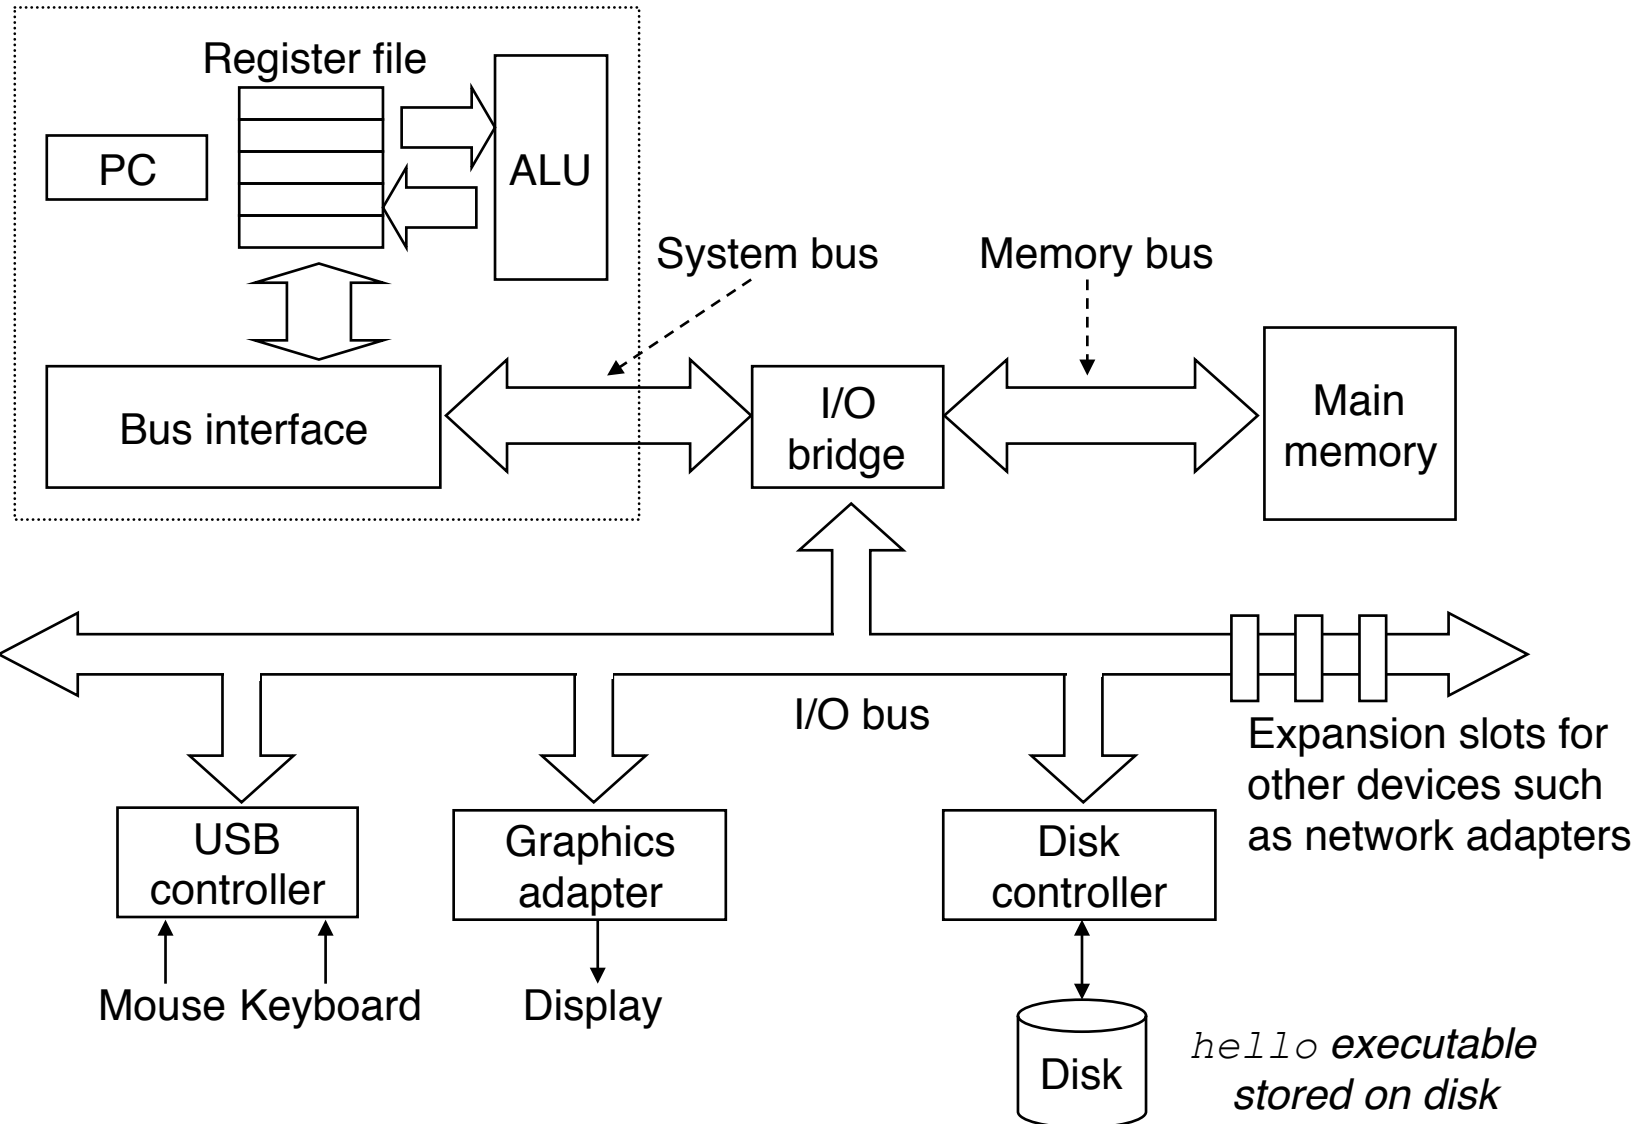 Register file
PC
ALU
System bus
Memory bus
Bus interface
I/O
bridge
Main
memory
I/O bus
Expansion slots for
other devices such
as network adapters
USB
controller
Graphics
adapter
Disk
controller
Mouse Keyboard
Display
Disk
hello executable
stored on disk